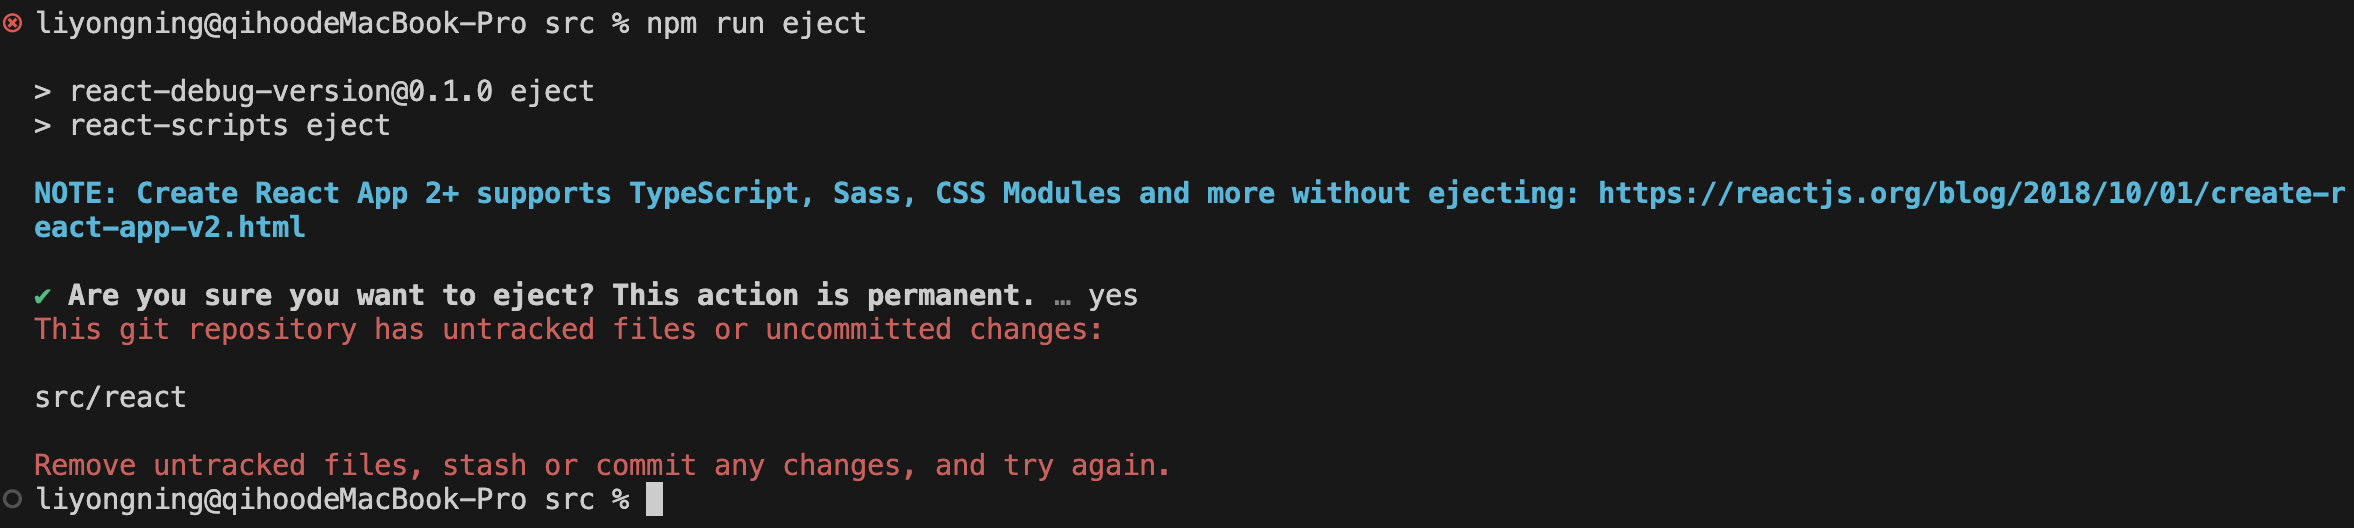 liyongning@qihoodeMacBook-Pro src % npm run eject
> react-debug-version@0.1.0 eject
> react-scripts eject
NOTE: Create React App 2+ supports TypeScript, Sass, CSS Modules and more without ejecting: https://reactjs.org/blog/2018/10/01/create-r
eact-app-v2.html
✔ Are you sure you want to eject? This action is permanent. … yes
This git repository has untracked files or uncommitted changes:
src/react
Remove untracked files, stash or commit any changes, and try again.
liyongning@qihoodeMacBook-Pro src %